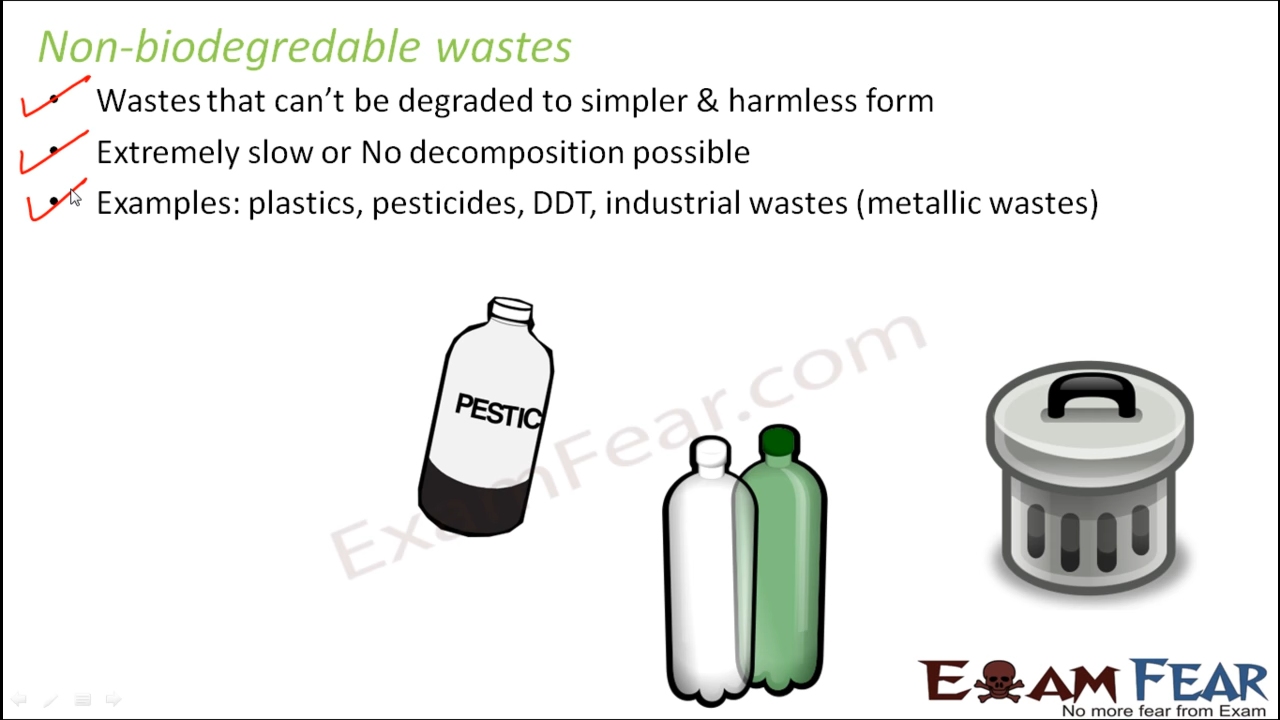 Non-biodegredable wastes
• Wastes that can't be degraded to simpler & harmless form
• Extremely slow or No decomposition possible
• Examples: plastics, pesticides, DDT, industrial wastes (metallic wastes)
PESTIC
ExamFear.com
EXAM FEAR
No more fear from Exam